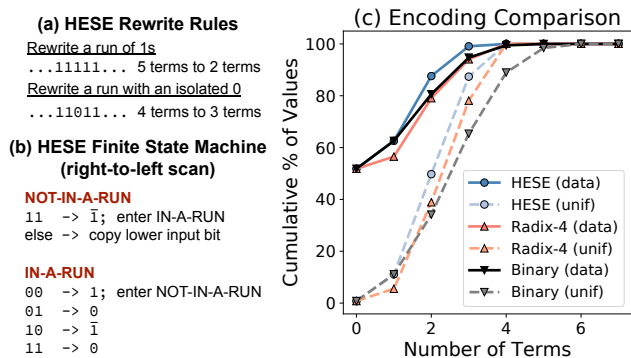 (a) HESE Rewrite Rules
Rewrite a run of 1s
...11111... 5 terms to 2 terms
Rewrite a run with an isolated 0
...11011... 4 terms to 3 terms
(b) HESE Finite State Machine
(right-to-left scan)
NOT-IN-A-RUN
11 -> 1̅; enter IN-A-RUN
else -> copy lower input bit
IN-A-RUN
00 -> 1; enter NOT-IN-A-RUN
01 -> 0
10 -> 1̅
11 -> 0
(c) Encoding Comparison
Cumulative % of Values
100
80
60
40
20
0
HESE (data)
HESE (unif)
Radix-4 (data)
Radix-4 (unif)
Binary (data)
Binary (unif)
0 2 4 6
Number of Terms